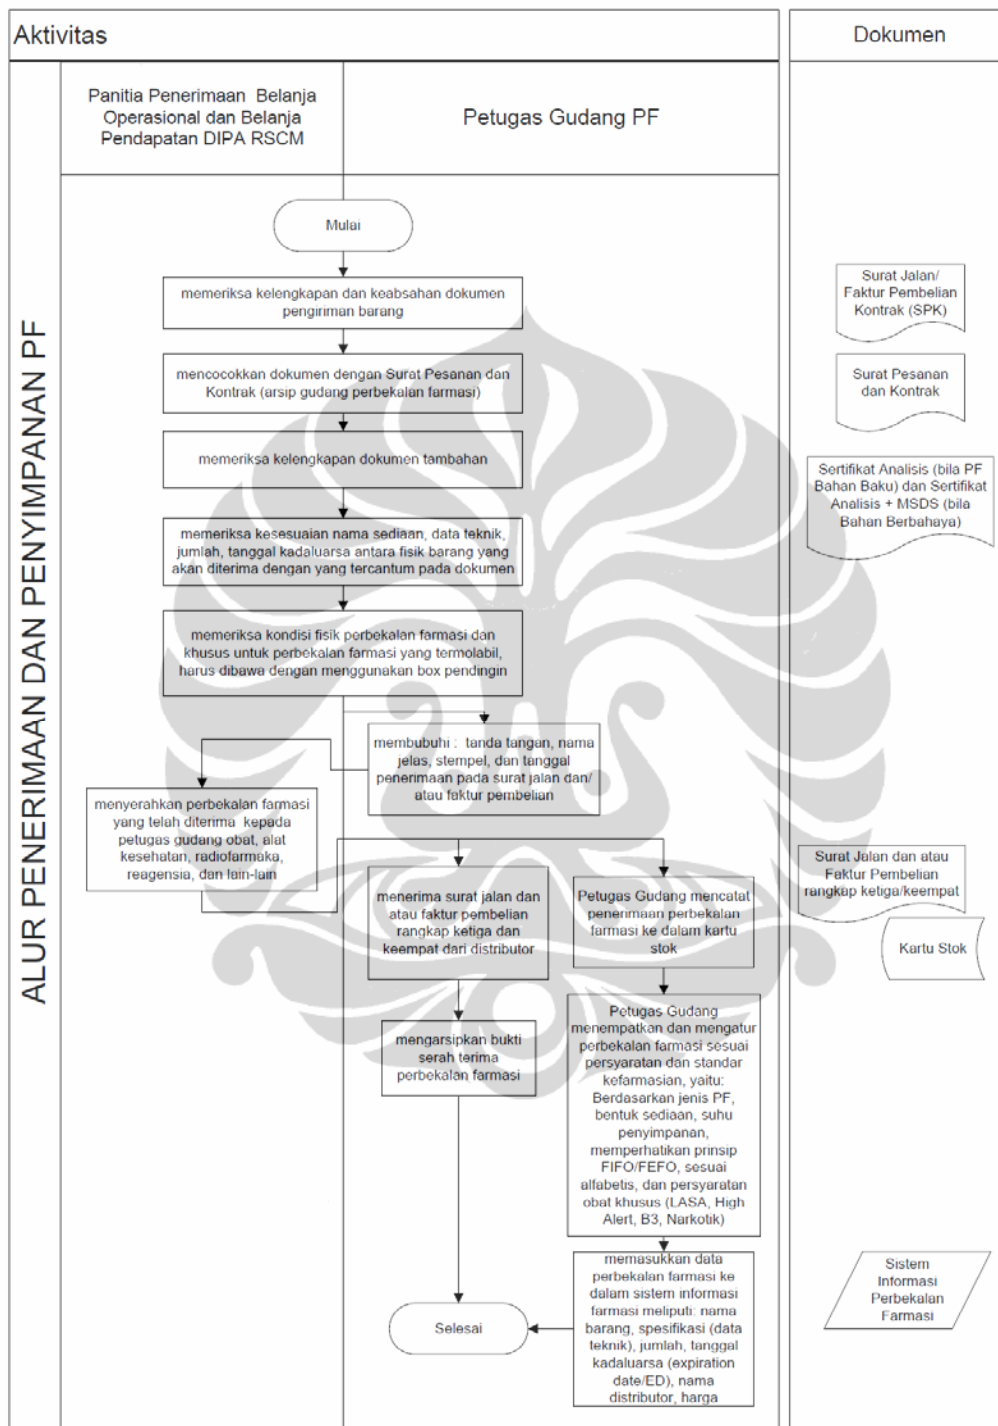 Aktivitas
Dokumen
ALUR PENERIMAAN DAN PENYIMPANAN PF
Panitia Penerimaan Belanja
Operasional dan Belanja
Pendapatan DIPA RSCM
Petugas Gudang PF
Mulai
memeriksa kelengkapan dan keabsahan dokumen
pengiriman barang
Surat Jalan/
Faktur Pembelian
Kontrak (SPK)
mencocokkan dokumen dengan Surat Pesanan dan
Kontrak (arsip gudang perbekalan farmasi)
Surat Pesanan
dan Kontrak
memeriksa kelengkapan dokumen tambahan
Sertifikat Analisis (bila PF
Bahan Baku) dan Sertifikat
Analisis + MSDS (bila
Bahan Berbahaya)
memeriksa kesesuaian nama sediaan, data teknik,
jumlah, tanggal kadaluarsa antara fisik barang yang
akan diterima dengan yang tercantum pada dokumen
memeriksa kondisi fisik perbekalan farmasi dan
khusus untuk perbekalan farmasi yang termolabil,
harus dibawa dengan menggunakan box pendingin
membubuhi : tanda tangan, nama
jelas, stempel, dan tanggal
penerimaan pada surat jalan dan/
atau faktur pembelian
menyerahkan perbekalan farmasi
yang telah diterima kepada
petugas gudang obat, alat
kesehatan, radiofarmaka,
reagensia, dan lain-lain
menerima surat jalan dan
atau faktur pembelian
rangkap ketiga dan
keempat dari distributor
Petugas Gudang mencatat
penerimaan perbekalan
farmasi ke dalam kartu
stok
Surat Jalan dan atau
Faktur Pembelian
rangkap ketiga/keempat
Kartu Stok
mengarsipkan bukti
serah terima
perbekalan farmasi
Petugas Gudang
menempatkan dan mengatur
perbekalan farmasi sesuai
persyaratan dan standar
kefarmasian, yaitu:
Berdasarkan jenis PF,
bentuk sediaan, suhu
penyimpanan,
memperhatikan prinsip
FIFO/FEFO, sesuai
alfabetis, dan persyaratan
obat khusus (LASA, High
Alert, B3, Narkotik)
memasukkan data
perbekalan farmasi ke
dalam sistem informasi
farmasi meliputi: nama
barang, spesifikasi (data
teknik), jumlah, tanggal
kadaluarsa (expiration
date/ED), nama
distributor, harga
Sistem
Informasi
Perbekalan
Farmasi
Selesai